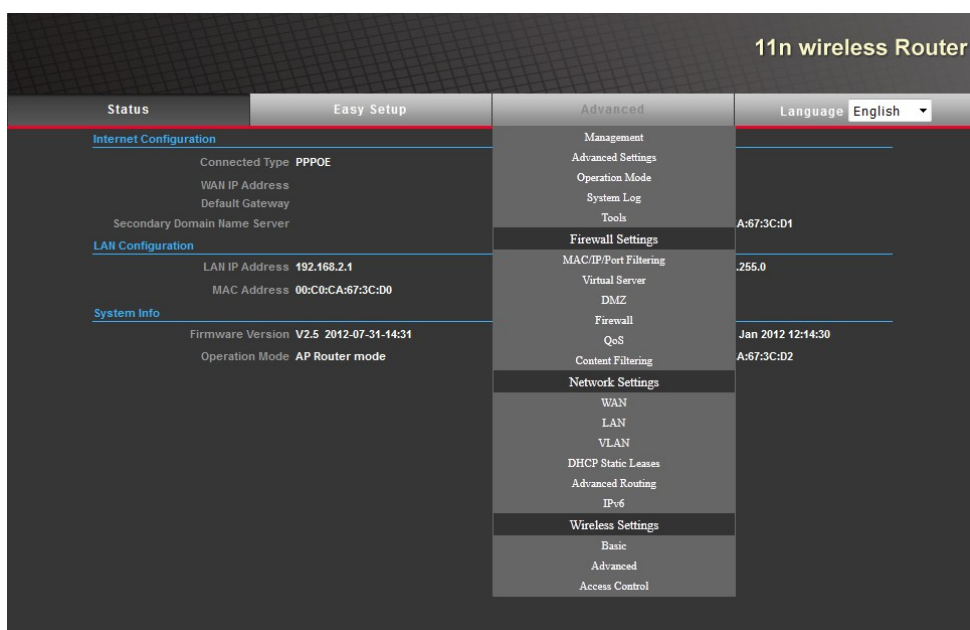 11n wireless Router
Status Easy Setup Advanced Language English
Internet Configuration
Connected Type PPPOE
WAN IP Address
Default Gateway
Secondary Domain Name Server A:67:3C:D1
LAN Configuration
LAN IP Address 192.168.2.1 .255.0
MAC Address 00:C0:CA:67:3C:D0
System Info
Firmware Version V2.5 2012-07-31-14:31 Jan 2012 12:14:30
Operation Mode AP Router mode A:67:3C:D2
Management
Advanced Settings
Operation Mode
System Log
Tools
Firewall Settings
MAC/IP/Port Filtering
Virtual Server
DMZ
Firewall
QoS
Content Filtering
Network Settings
WAN
LAN
VLAN
DHCP Static Leases
Advanced Routing
IPv6
Wireless Settings
Basic
Advanced
Access Control